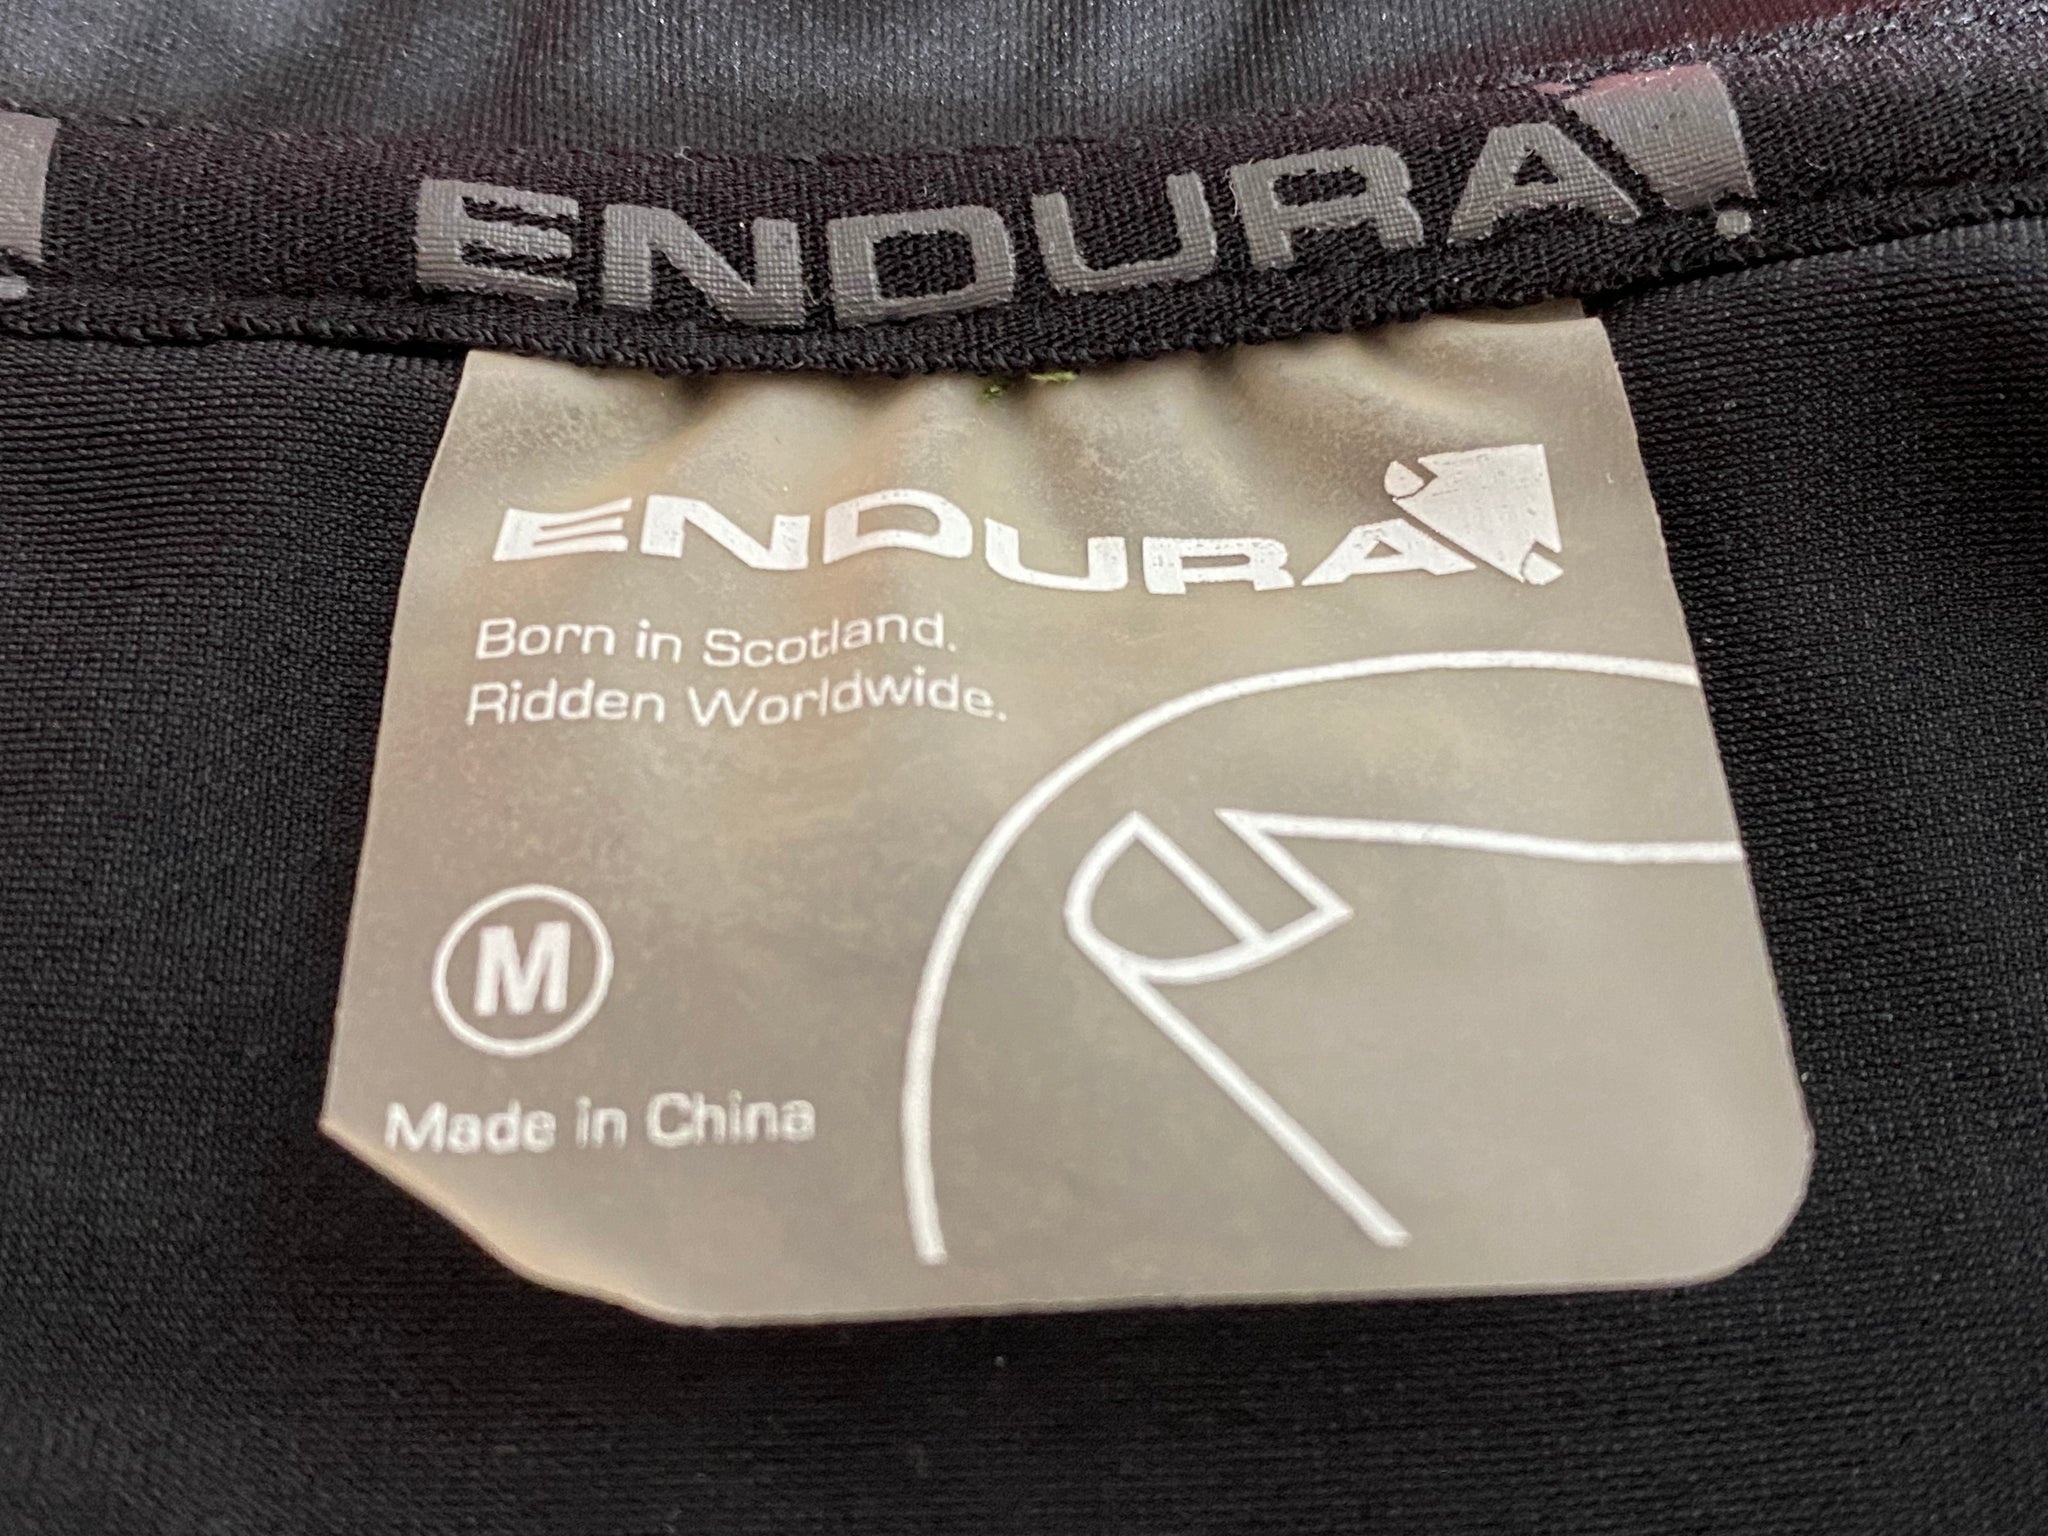 ENDURA
ENDURA
Born in Scotland.
Ridden Worldwide.
M
Made in China